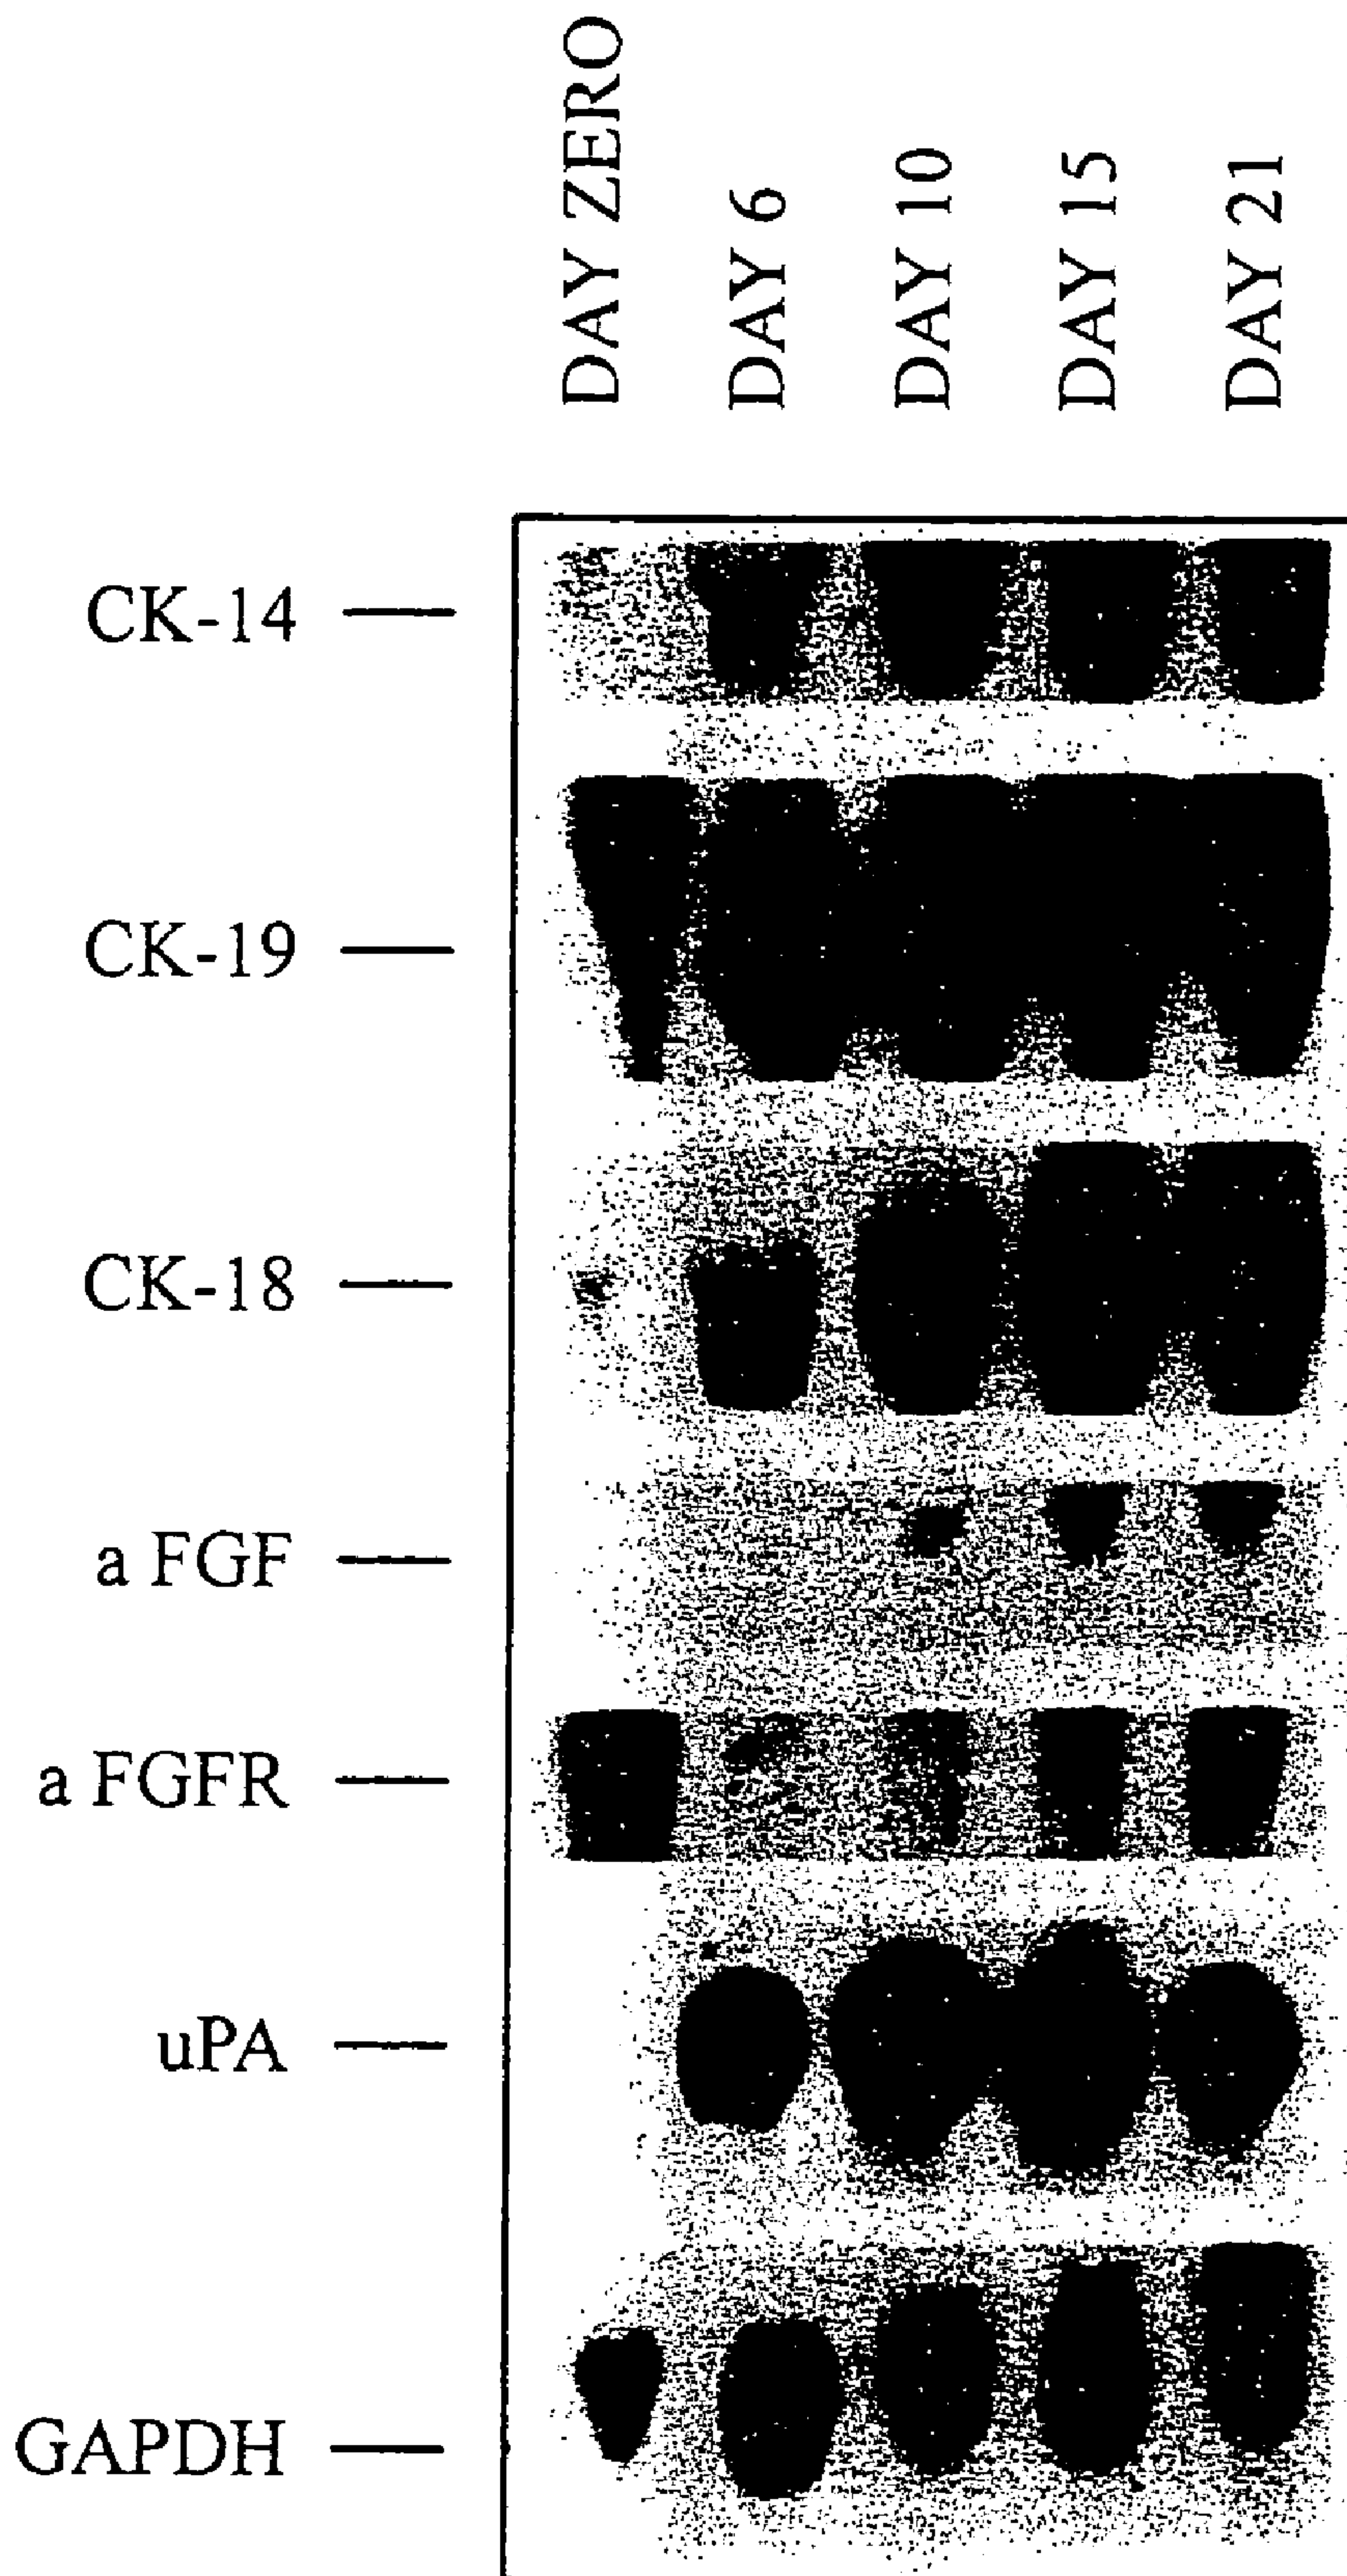 DAY ZERO
DAY 6
DAY 10
DAY 15
DAY 21
CK-14
CK-19
CK-18
a FGF
a FGFR
uPA
GAPDH